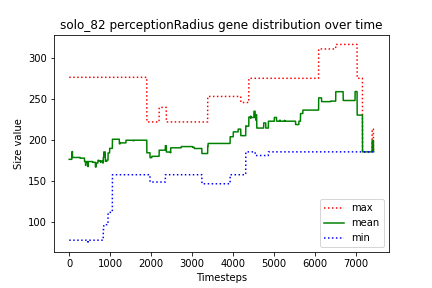 solo_82 perceptionRadius gene distribution over time
Size value
300
250
200
150
100
0 1000 2000 3000 4000 5000 6000 7000
Timesteps
max
mean
min